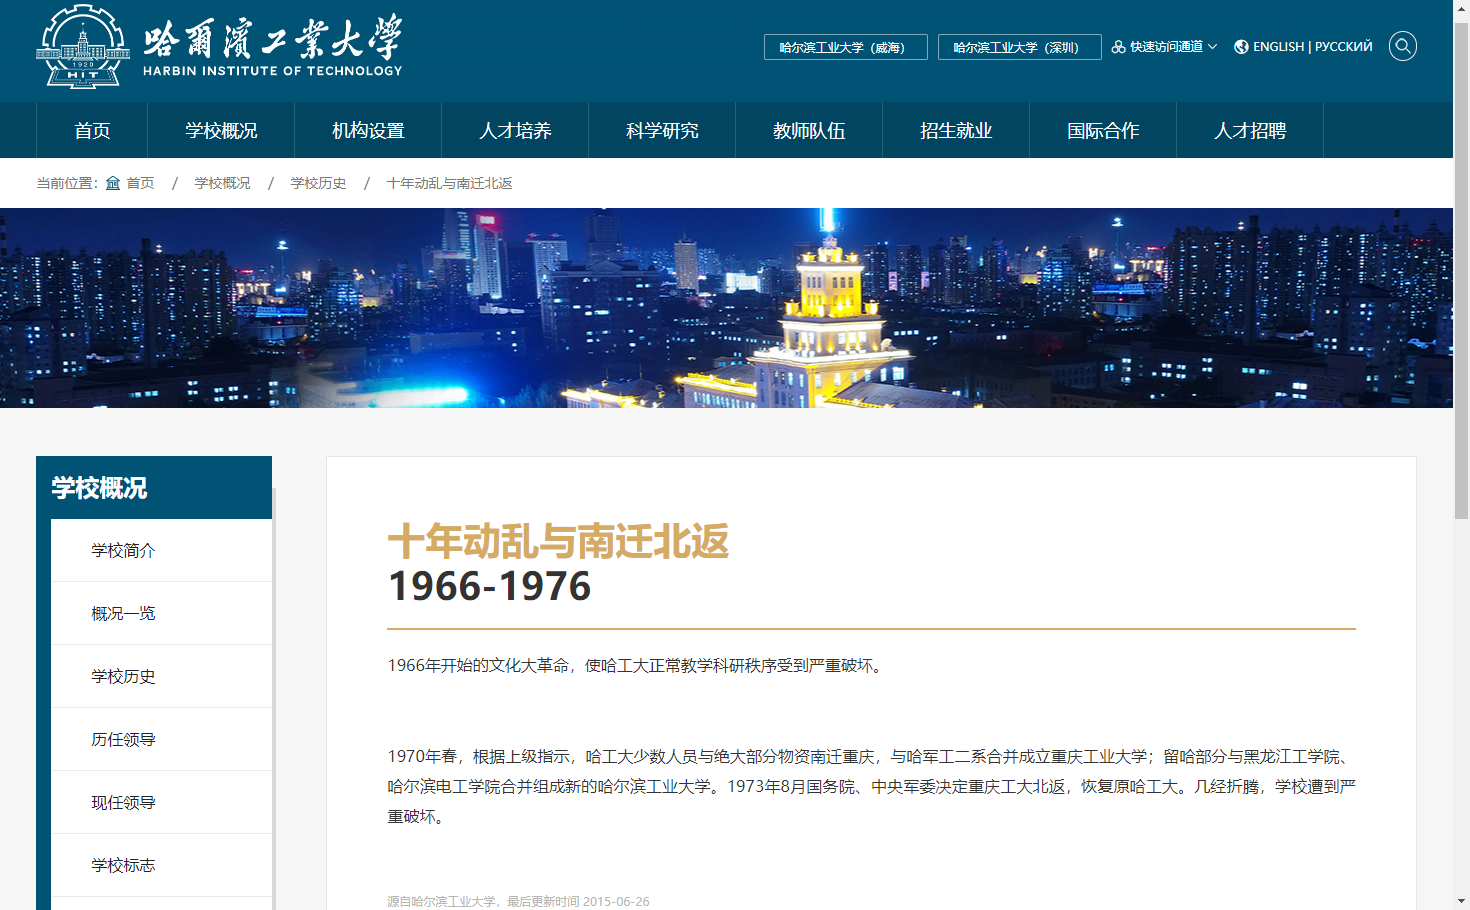 哈爾濱工業大學
HARBIN INSTITUTE OF TECHNOLOGY
1920
HIT
哈尔滨工业大学（威海）
哈尔滨工业大学（深圳）
快速访问通道
ENGLISH | РУССКИЙ
首页
学校概况
机构设置
人才培养
科学研究
教师队伍
招生就业
国际合作
人才招聘
当前位置： 首页 / 学校概况 / 学校历史 / 十年动乱与南迁北返
学校概况
学校简介
概况一览
学校历史
历任领导
现任领导
学校标志
十年动乱与南迁北返
1966-1976
1966年开始的文化大革命，使哈工大正常教学科研秩序受到严重破坏。
1970年春，根据上级指示，哈工大少数人员与绝大部分物资南迁重庆，与哈军工二系合并成立重庆工业大学；留哈部分与黑龙江工学院、
哈尔滨电工学院合并组成新的哈尔滨工业大学。1973年8月国务院、中央军委决定重庆工大北返，恢复原哈工大。几经折腾，学校遭到严
重破坏。
源自哈尔滨工业大学，最后更新时间 2015-06-26